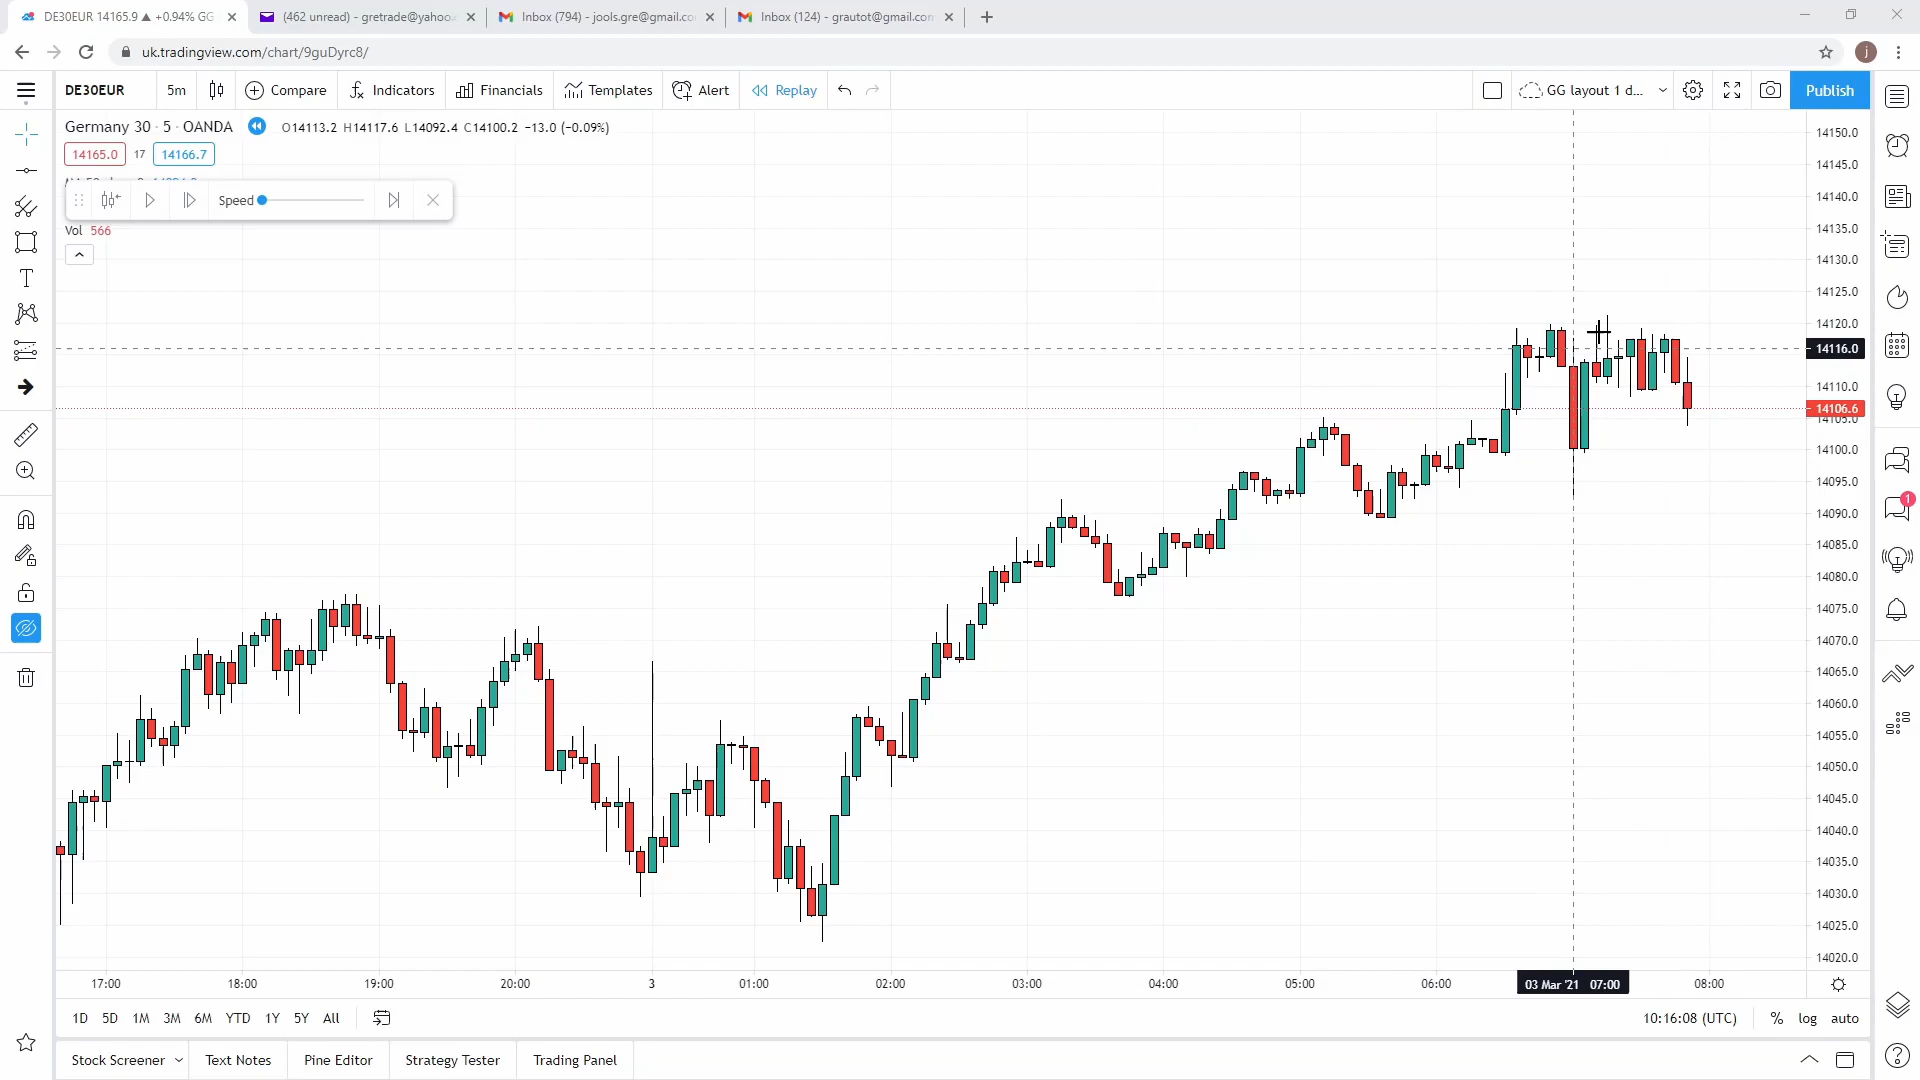 DE30EUR 14165.9 ▲ +0.94% GG
(462 unread) - gretrade@yahoo.c
Inbox (794) - jools.gre@gmail.co
Inbox (124) - grautot@gmail.com
uk.tradingview.com/chart/9guDyrc8/
j
DE30EUR 5m Compare Indicators Financials Templates Alert Replay GG layout 1 d... Publish
Germany 30 · 5 · OANDA O14113.2 H14117.6 L14092.4 C14100.2 −13.0 (−0.09%)
14165.0 17 14166.7
Speed
Vol 566
14150.0
14145.0
14140.0
14135.0
14130.0
14125.0
14120.0
14116.0
14110.0
14106.6
14105.0
14100.0
14095.0
14090.0
14085.0
14080.0
14075.0
14070.0
14065.0
14060.0
14055.0
14050.0
14045.0
14040.0
14035.0
14030.0
14025.0
14020.0
1
17:00 18:00 19:00 20:00 3 01:00 02:00 03:00 04:00 05:00 06:00 03 Mar '21 07:00 08:00
1D 5D 1M 3M 6M YTD 1Y 5Y All 10:16:08 (UTC) % log auto
Stock Screener Text Notes Pine Editor Strategy Tester Trading Panel